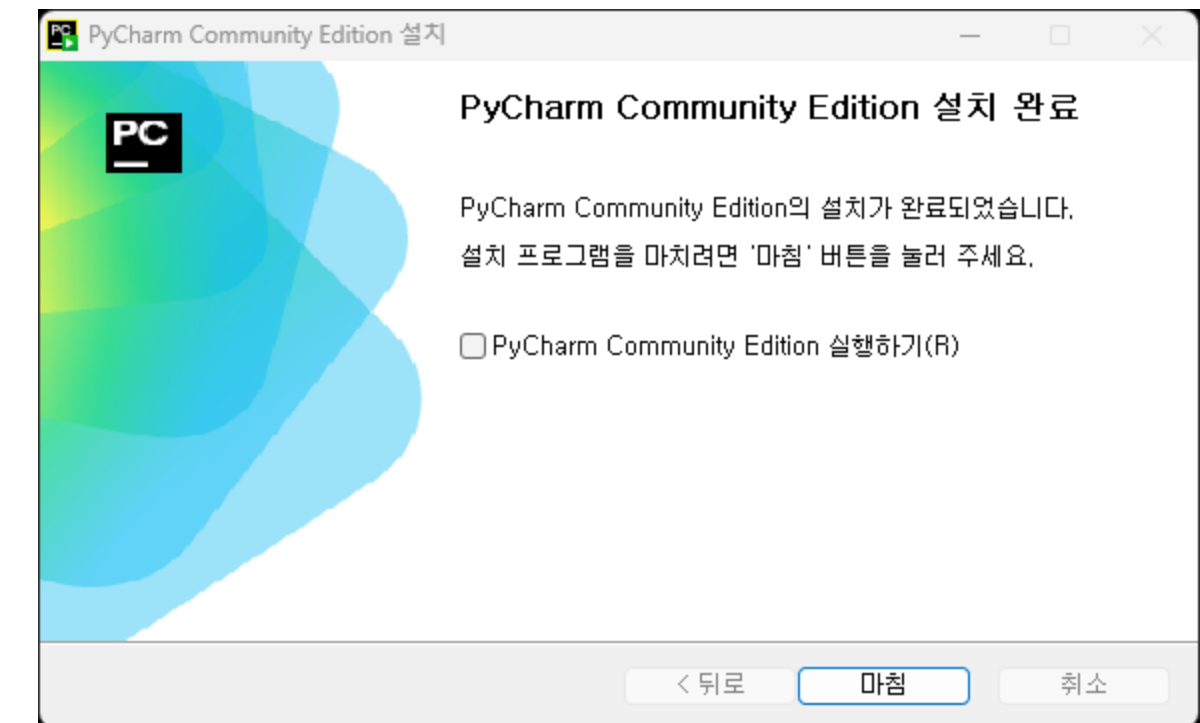 PyCharm Community Edition 설치
PC
PyCharm Community Edition 설치 완료
PyCharm Community Edition의 설치가 완료되었습니다.
설치 프로그램을 마치려면 '마침' 버튼을 눌러 주세요.
PyCharm Community Edition 실행하기(R)
< 뒤로
마침
취소